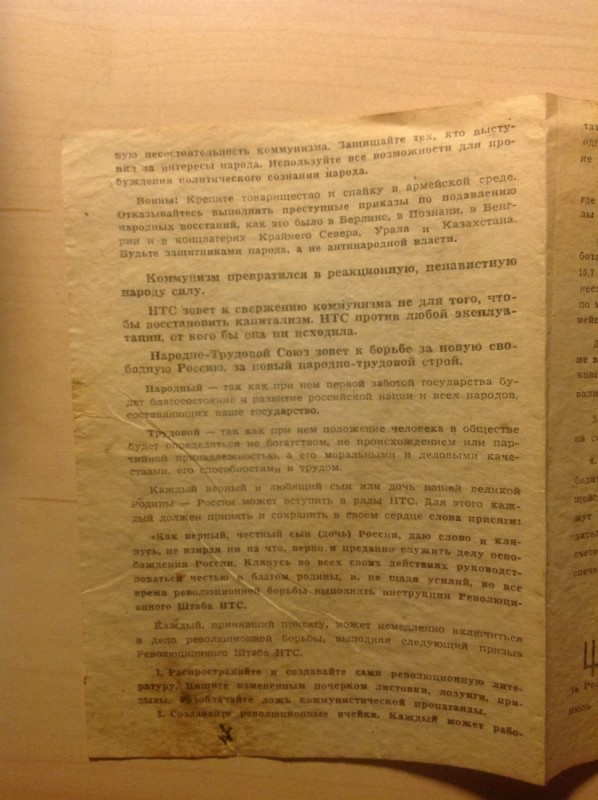 ную несостоятельность коммунизма. Защищайте тех, кто высту-
пил за интересы народа. Используйте все возможности для про-
буждения политического сознания народа.
Воины! Крепите товарищество и спайку в армейской среде.
Отказывайтесь выполнять преступные приказы по подавлению
народных восстаний, как это было в Берлине, в Познани, в Венг-
рии и в концлагерях Крайнего Севера, Урала и Казахстана.
Будьте защитниками народа, а не антинародной власти.
Коммунизм превратился в реакционную, ненавистную
народу силу.
НТС зовет к свержению коммунизма не для того, что-
бы восстановить капитализм. НТС против любой эксплуа-
тации, от кого бы она ни исходила.
Народно-Трудовой Союз зовет к борьбе за новую сво-
бодную Россию, за новый народно-трудовой строй.
Народный — так как при нем первой заботой государства бу-
дет благосостояние и развитие российской нации и всех народов,
составляющих наше государство.
Трудовой — так как при нем положение человека в обществе
будет определяться не богатством, не происхождением или пар-
тийной принадлежностью, а его моральными и деловыми каче-
ствами, его способностями и трудом.
Каждый верный и любящий сын или дочь нашей великой
Родины — России может вступить в ряды НТС. Для этого каж-
дый должен принять и сохранить в своем сердце слова присяги:
«Как верный, честный сын (дочь) России, даю слово и кля-
нусь, не взирая ни на что, верно и преданно служить делу осво-
бождения России. Клянусь во всех своих действиях руководст-
воваться честью и благом родины, и, не щадя усилий, во все
время революционной борьбы выполнять инструкции Революци-
онного Штаба НТС.
Каждый, принявший присягу, может немедленно включиться
в дело революционной борьбы, выполняя следующий призыв
Революционного Штаба НТС.
1. Распространяйте и создавайте сами революционную лите-
ратуру. Пишите измененным почерком листовки, лозунги, при-
зывы. Разоблачайте ложь коммунистической пропаганды.
2. Создавайте революционные ячейки. Каждый может рабо-